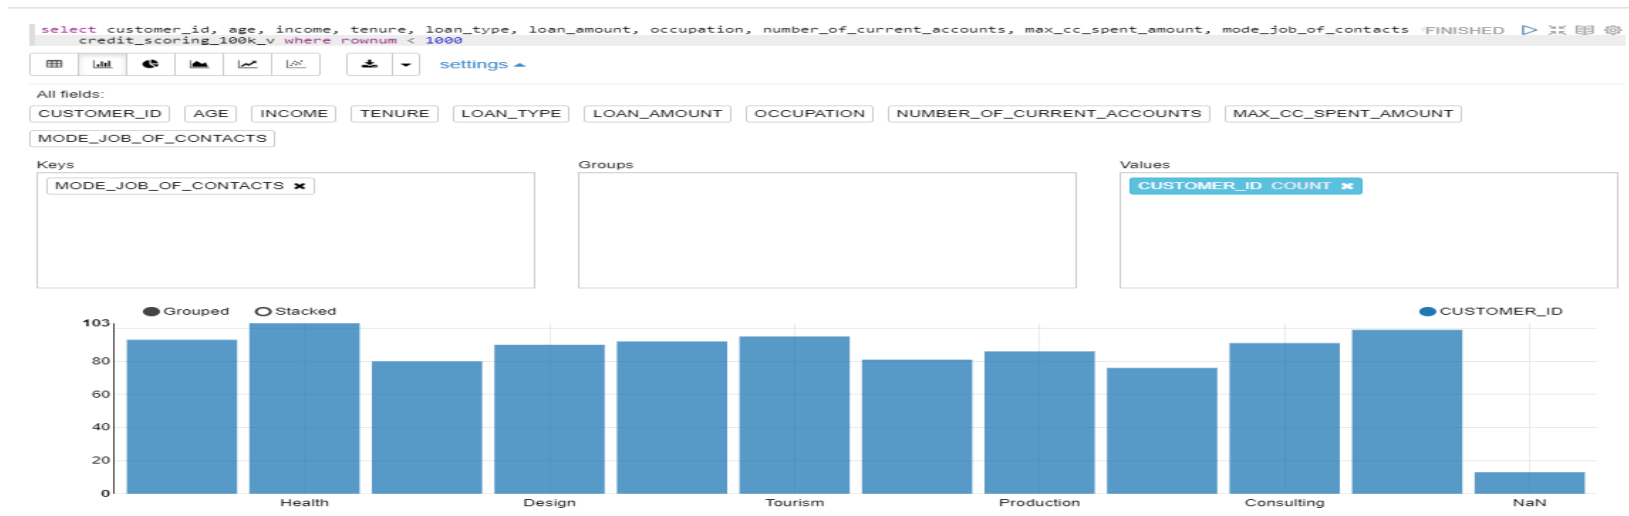 select customer_id, age, income, tenure, loan_type, loan_amount, occupation, number_of_current_accounts, max_cc_spent_amount, mode_job_of_contacts FINISHED
credit_scoring_100k_v where rownum < 1000
settings
All fields:
CUSTOMER_ID AGE INCOME TENURE LOAN_TYPE LOAN_AMOUNT OCCUPATION NUMBER_OF_CURRENT_ACCOUNTS MAX_CC_SPENT_AMOUNT
MODE_JOB_OF_CONTACTS
Keys Groups Values
MODE_JOB_OF_CONTACTS CUSTOMER_ID COUNT
Grouped Stacked CUSTOMER_ID
103
80
60
40
20
0
Health Design Tourism Production Consulting NaN